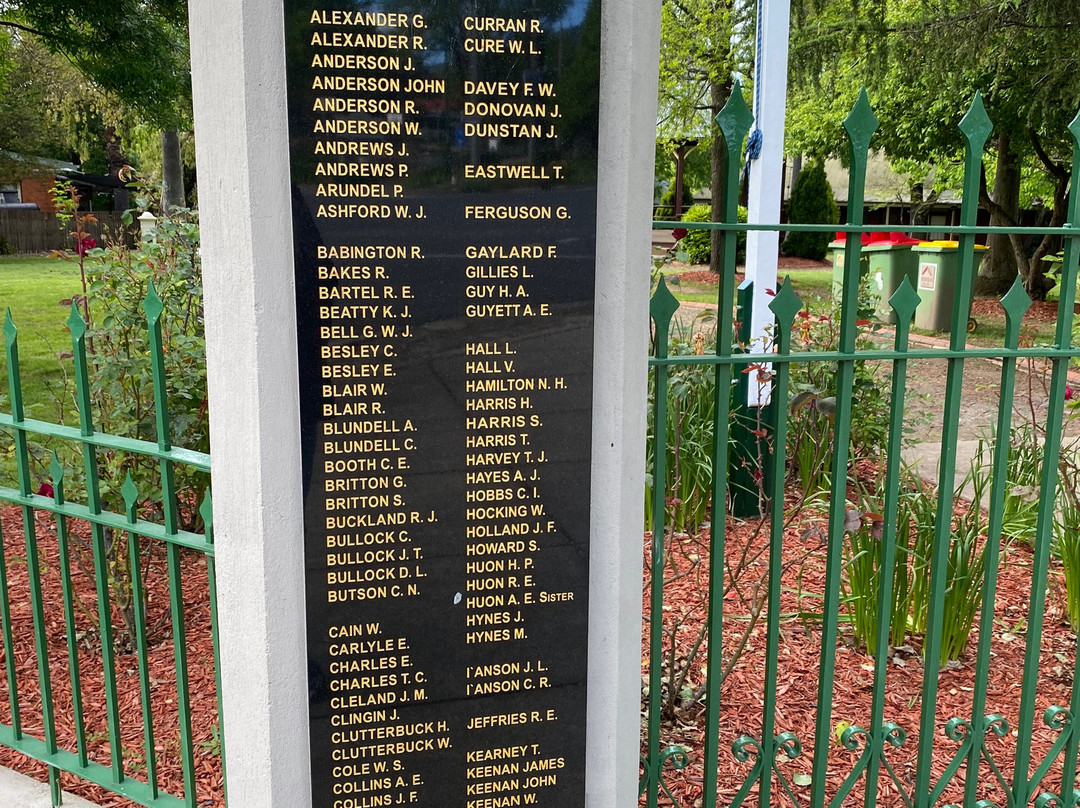 ALEXANDER G.
ALEXANDER R.
ANDERSON J.
ANDERSON JOHN
ANDERSON R.
ANDERSON W.
ANDREWS J.
ANDREWS P.
ARUNDEL P.
ASHFORD W. J.
BABINGTON R.
BAKES R.
BARTEL R. E.
BEATTY K. J.
BELL G. W. J.
BESLEY C.
BESLEY E.
BLAIR W.
BLAIR R.
BLUNDELL A.
BLUNDELL C.
BOOTH C. E.
BRITTON G.
BRITTON S.
BUCKLAND R. J.
BULLOCK C.
BULLOCK J. T.
BULLOCK D. L.
BUTSON C. N.
CAIN W.
CARLYLE E.
CHARLES E.
CHARLES T. C.
CLELAND J. M.
CLINGIN J.
CLUTTERBUCK H.
CLUTTERBUCK W.
COLE W. S.
COLLINS A. E.
COLLINS J. F.
CURRAN R.
CURE W. L.
DAVEY F. W.
DONOVAN J.
DUNSTAN J.
EASTWELL T.
FERGUSON G.
GAYLARD F.
GILLIES L.
GUY H. A.
GUYETT A. E.
HALL L.
HALL V.
HAMILTON N. H.
HARRIS H.
HARRIS S.
HARRIS T.
HARVEY T. J.
HAYES A. J.
HOBBS C. I.
HOCKING W.
HOLLAND J. F.
HOWARD S.
HUON H. P.
HUON R. E.
HUON A. E. SISTER
HYNES J.
HYNES M.
I'ANSON J. L.
I'ANSON C. R.
JEFFRIES R. E.
KEARNEY T.
KEENAN JAMES
KEENAN JOHN
KEENAN W.